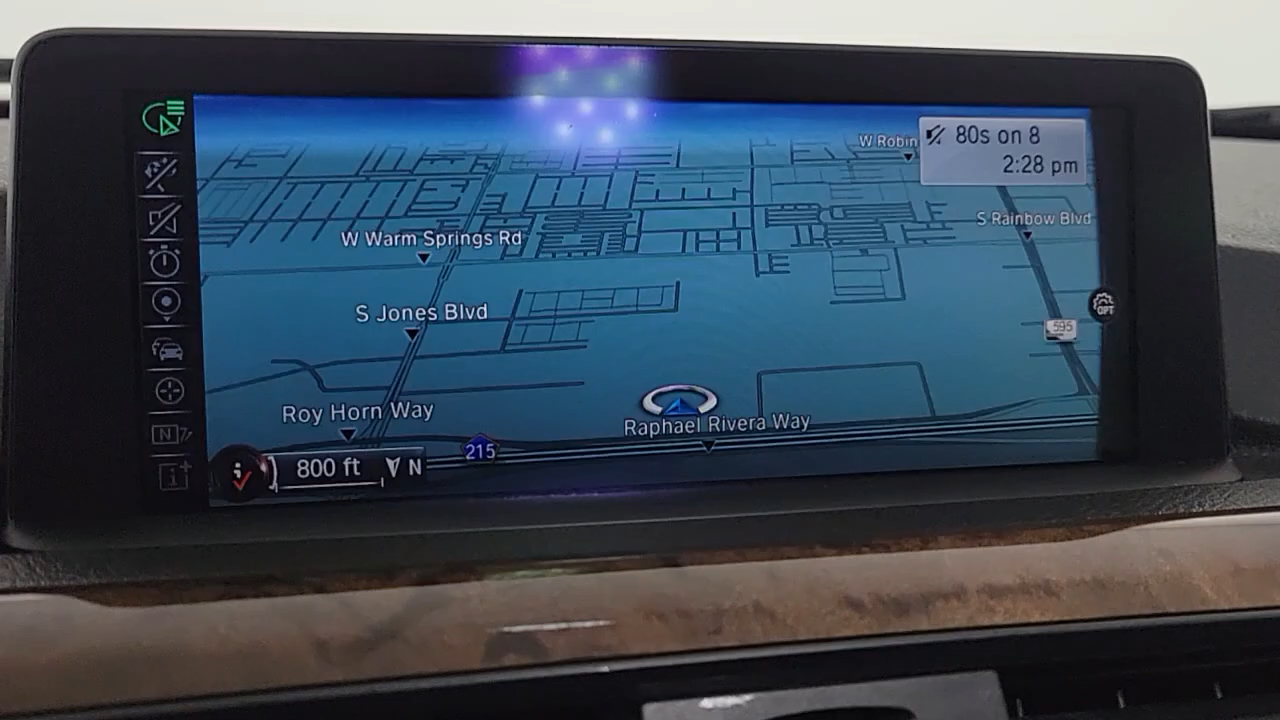 W Robin
80s on 8
2:28 pm
S Rainbow Blvd
W Warm Springs Rd
S Jones Blvd
OPT
595
Roy Horn Way
Raphael Rivera Way
215
800 ft
N
N
i
i